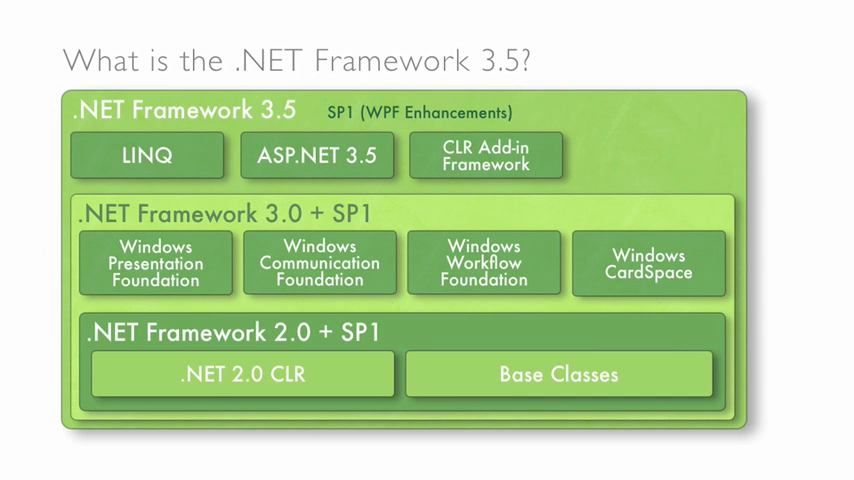 What is the .NET Framework 3.5?
.NET Framework 3.5 SP1 (WPF Enhancements)
LINQ
ASP.NET 3.5
CLR Add-in
Framework
.NET Framework 3.0 + SP1
Windows
Presentation
Foundation
Windows
Communication
Foundation
Windows
Workflow
Foundation
Windows
CardSpace
.NET Framework 2.0 + SP1
.NET 2.0 CLR
Base Classes